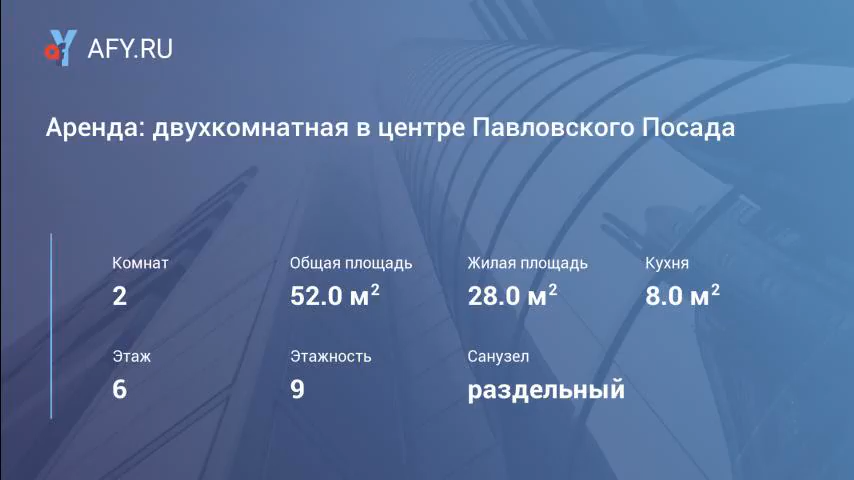 AFY.RU
Аренда: двухкомнатная в центре Павловского Посада
Комнат
2
Общая площадь
52.0 м²
Жилая площадь
28.0 м²
Кухня
8.0 м²
Этаж
6
Этажность
9
Санузел
раздельный